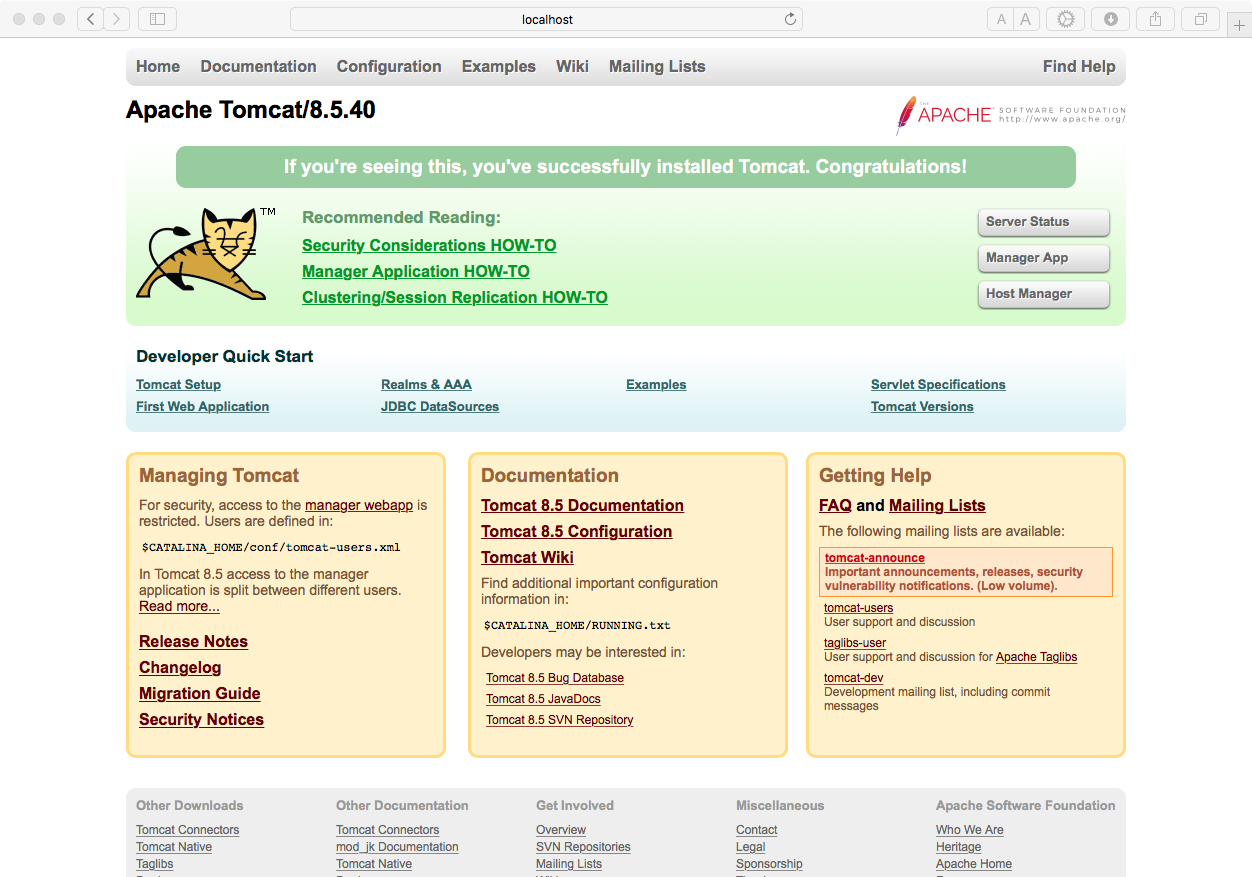 localhost
A A
Home Documentation Configuration Examples Wiki Mailing Lists Find Help
Apache Tomcat/8.5.40
THE
APACHE SOFTWARE FOUNDATION
http://www.apache.org/
If you're seeing this, you've successfully installed Tomcat. Congratulations!
TM
Recommended Reading:
Security Considerations HOW-TO
Manager Application HOW-TO
Clustering/Session Replication HOW-TO
Server Status
Manager App
Host Manager
Developer Quick Start
Tomcat Setup
First Web Application
Realms & AAA
JDBC DataSources
Examples
Servlet Specifications
Tomcat Versions
Managing Tomcat
For security, access to the manager webapp is
restricted. Users are defined in:
$CATALINA_HOME/conf/tomcat-users.xml
In Tomcat 8.5 access to the manager
application is split between different users.
Read more...
Release Notes
Changelog
Migration Guide
Security Notices
Documentation
Tomcat 8.5 Documentation
Tomcat 8.5 Configuration
Tomcat Wiki
Find additional important configuration
information in:
$CATALINA_HOME/RUNNING.txt
Developers may be interested in:
Tomcat 8.5 Bug Database
Tomcat 8.5 JavaDocs
Tomcat 8.5 SVN Repository
Getting Help
FAQ and Mailing Lists
The following mailing lists are available:
tomcat-announce
Important announcements, releases, security
vulnerability notifications. (Low volume).
tomcat-users
User support and discussion
taglibs-user
User support and discussion for Apache Taglibs
tomcat-dev
Development mailing list, including commit
messages
Other Downloads
Tomcat Connectors
Tomcat Native
Taglibs
Other Documentation
Tomcat Connectors
mod_jk Documentation
Tomcat Native
Get Involved
Overview
SVN Repositories
Mailing Lists
Miscellaneous
Contact
Legal
Sponsorship
Apache Software Foundation
Who We Are
Heritage
Apache Home